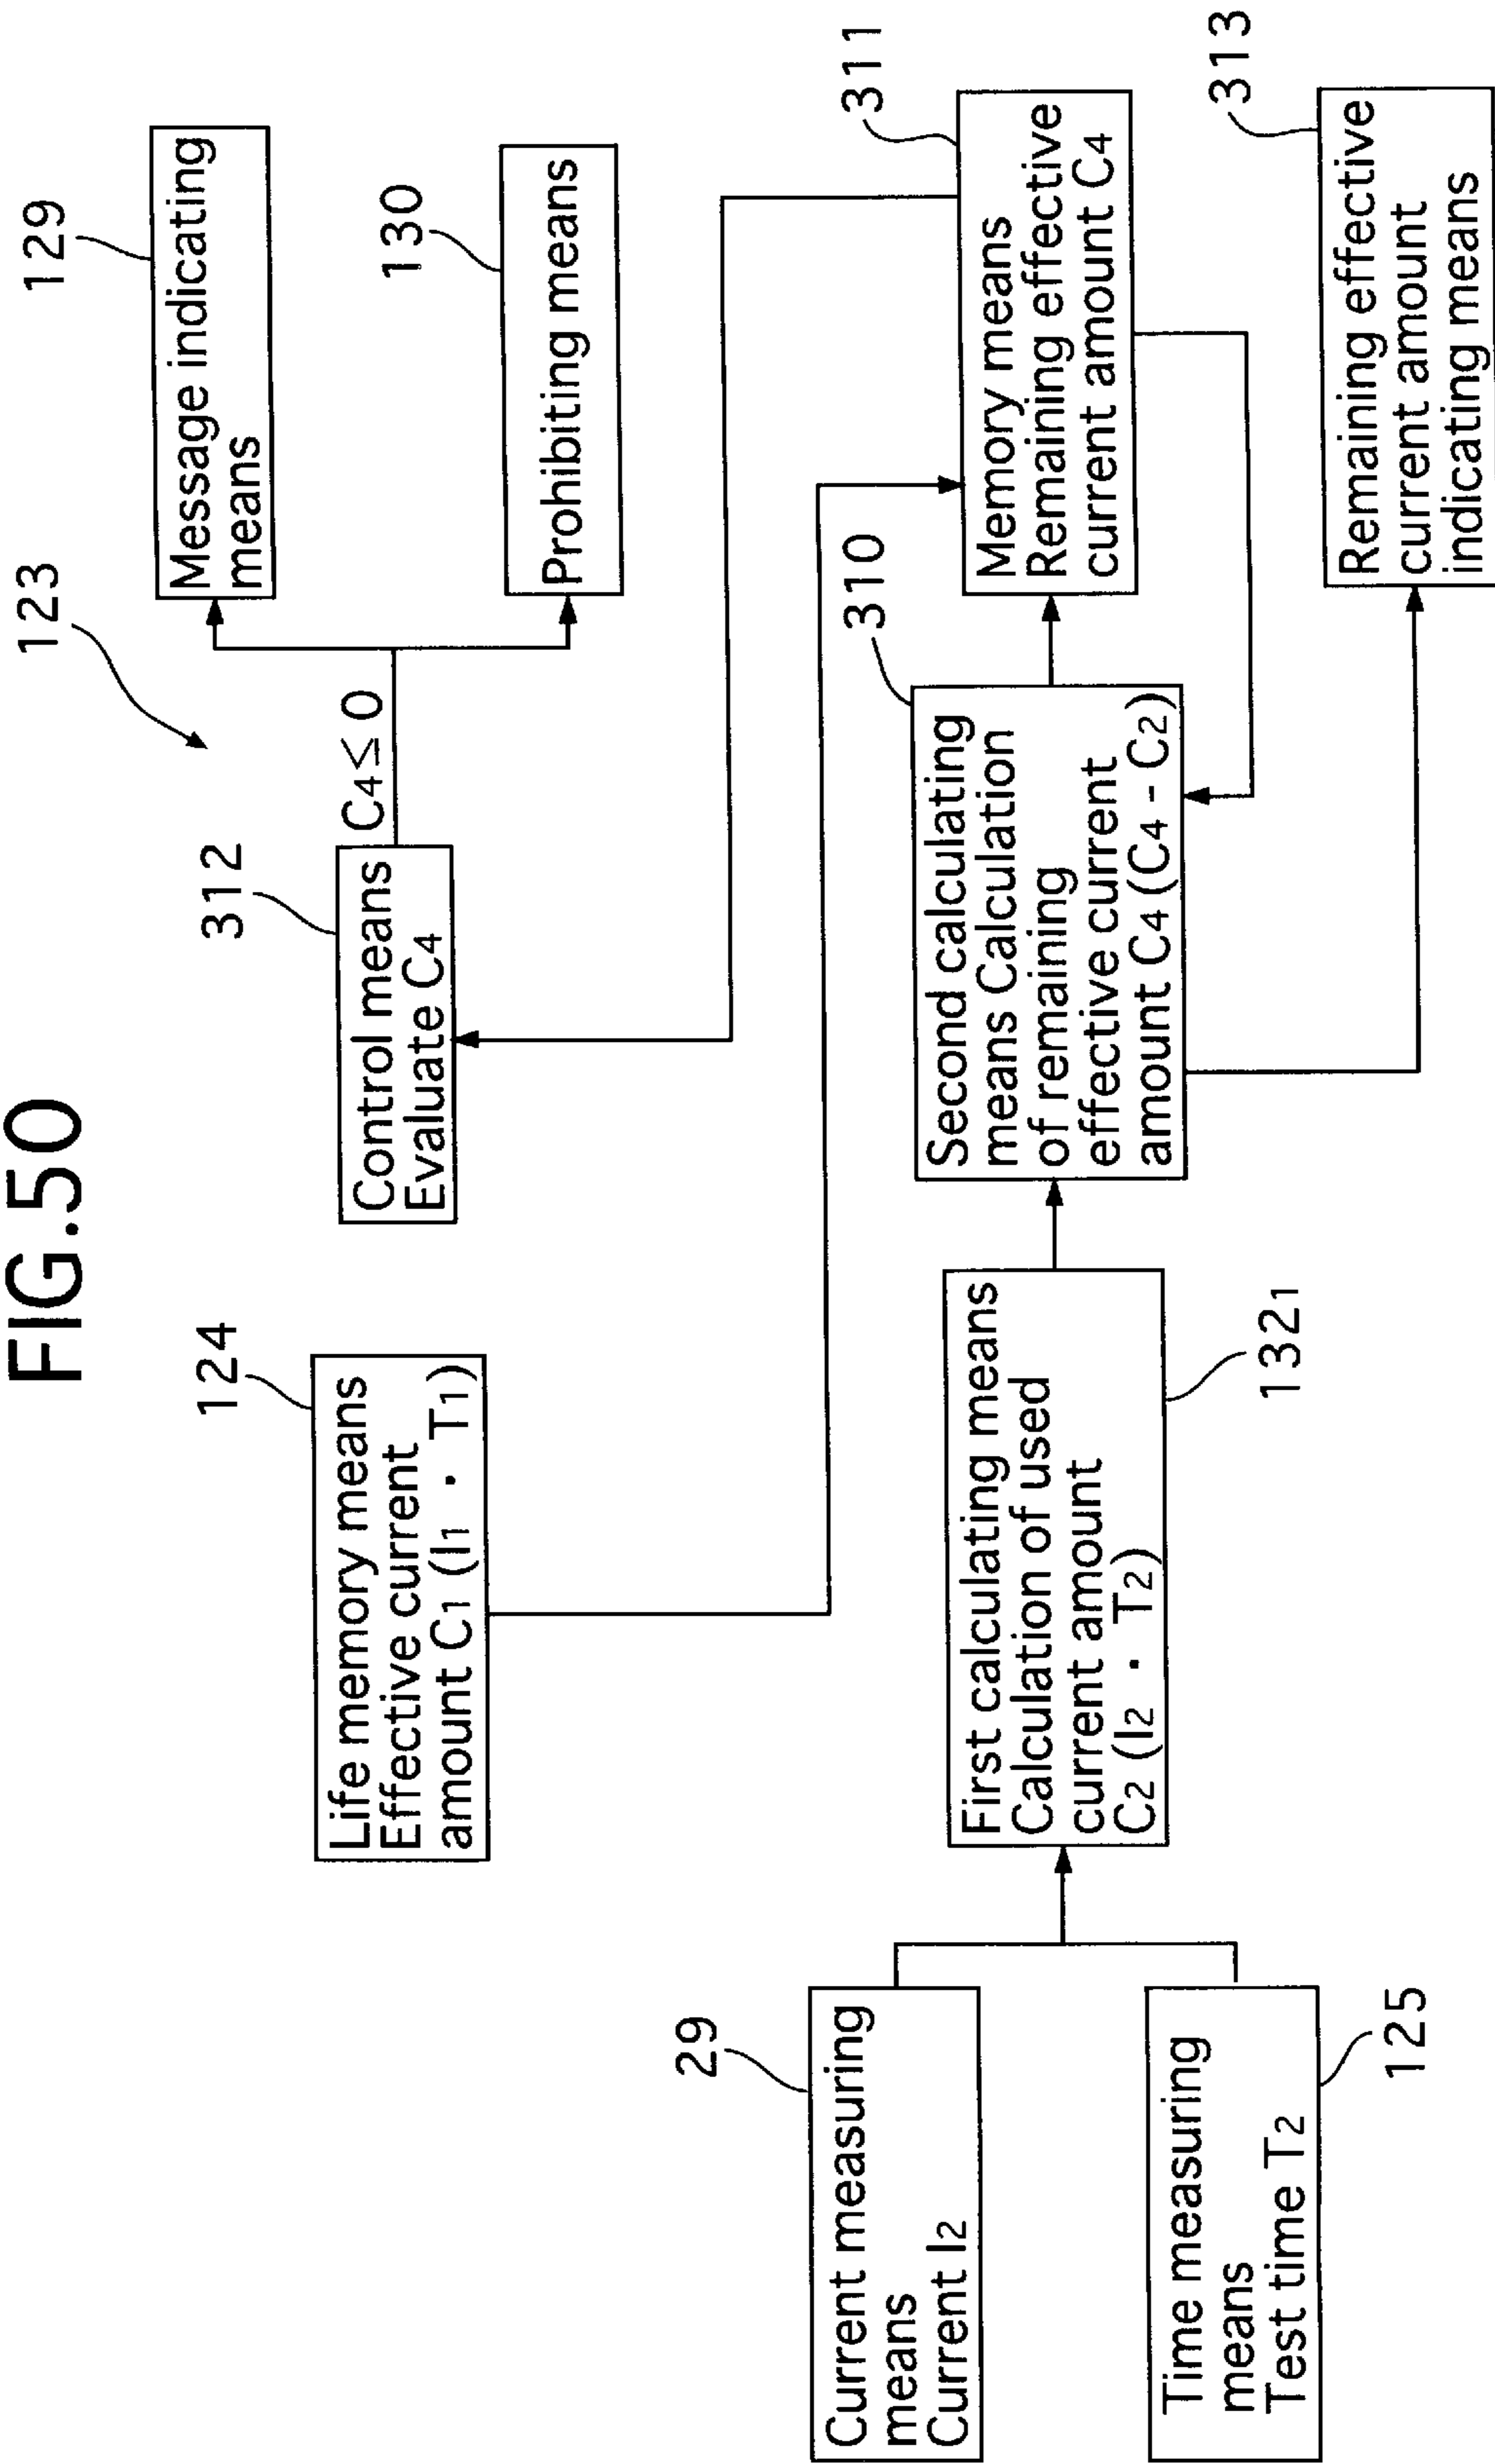 FIG.50
123
124
Life memory means
Effective current
amount C1 (I1 · T1)
312
Control means
Evaluate C4
C4≤ 0
129
Message indicating
means
130
Prohibiting means
29
Current measuring
means
Current I2
Time measuring
means
Test time T2
125
First calculating means
Calculation of used
current amount
C2 (I2 · T2)
1321
310
Second calculating
means Calculation
of remaining
effective current
amount C4 (C4 - C2)
311
Memory means
Remaining effective
current amount C4
313
Remaining effective
current amount
indicating means